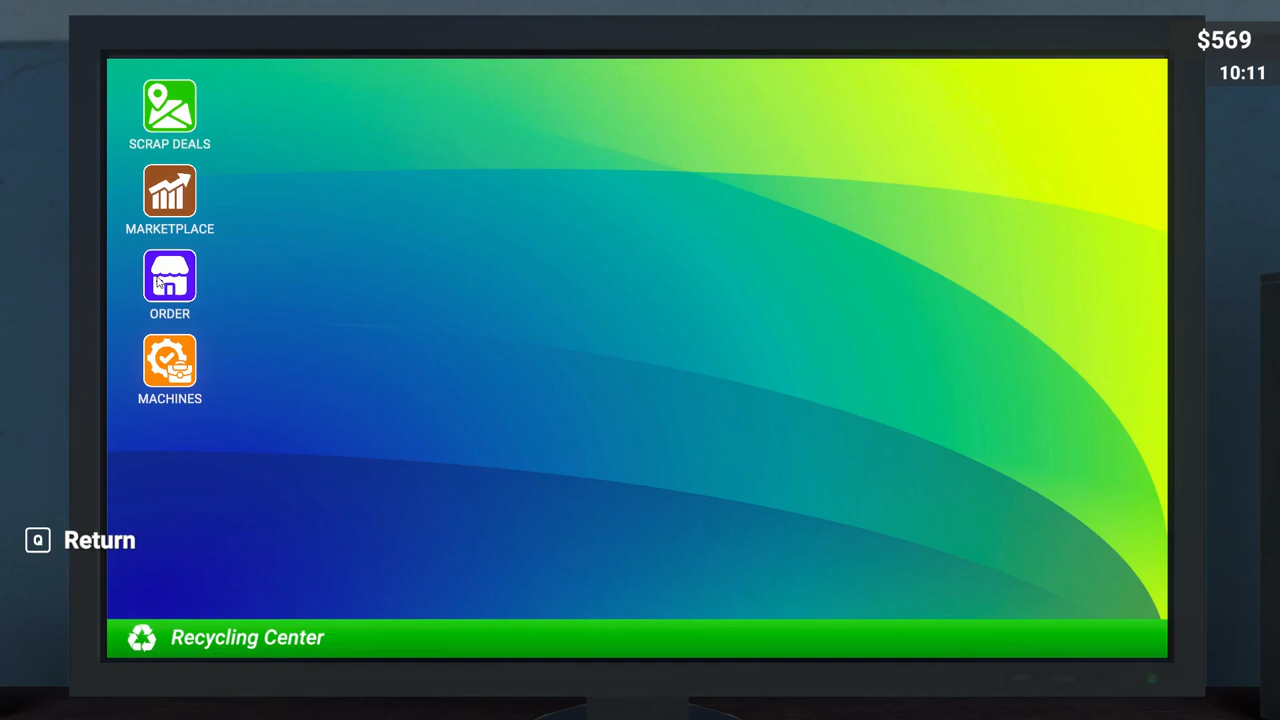 $569
10:11
SCRAP DEALS
MARKETPLACE
ORDER
MACHINES
Q Return
Recycling Center